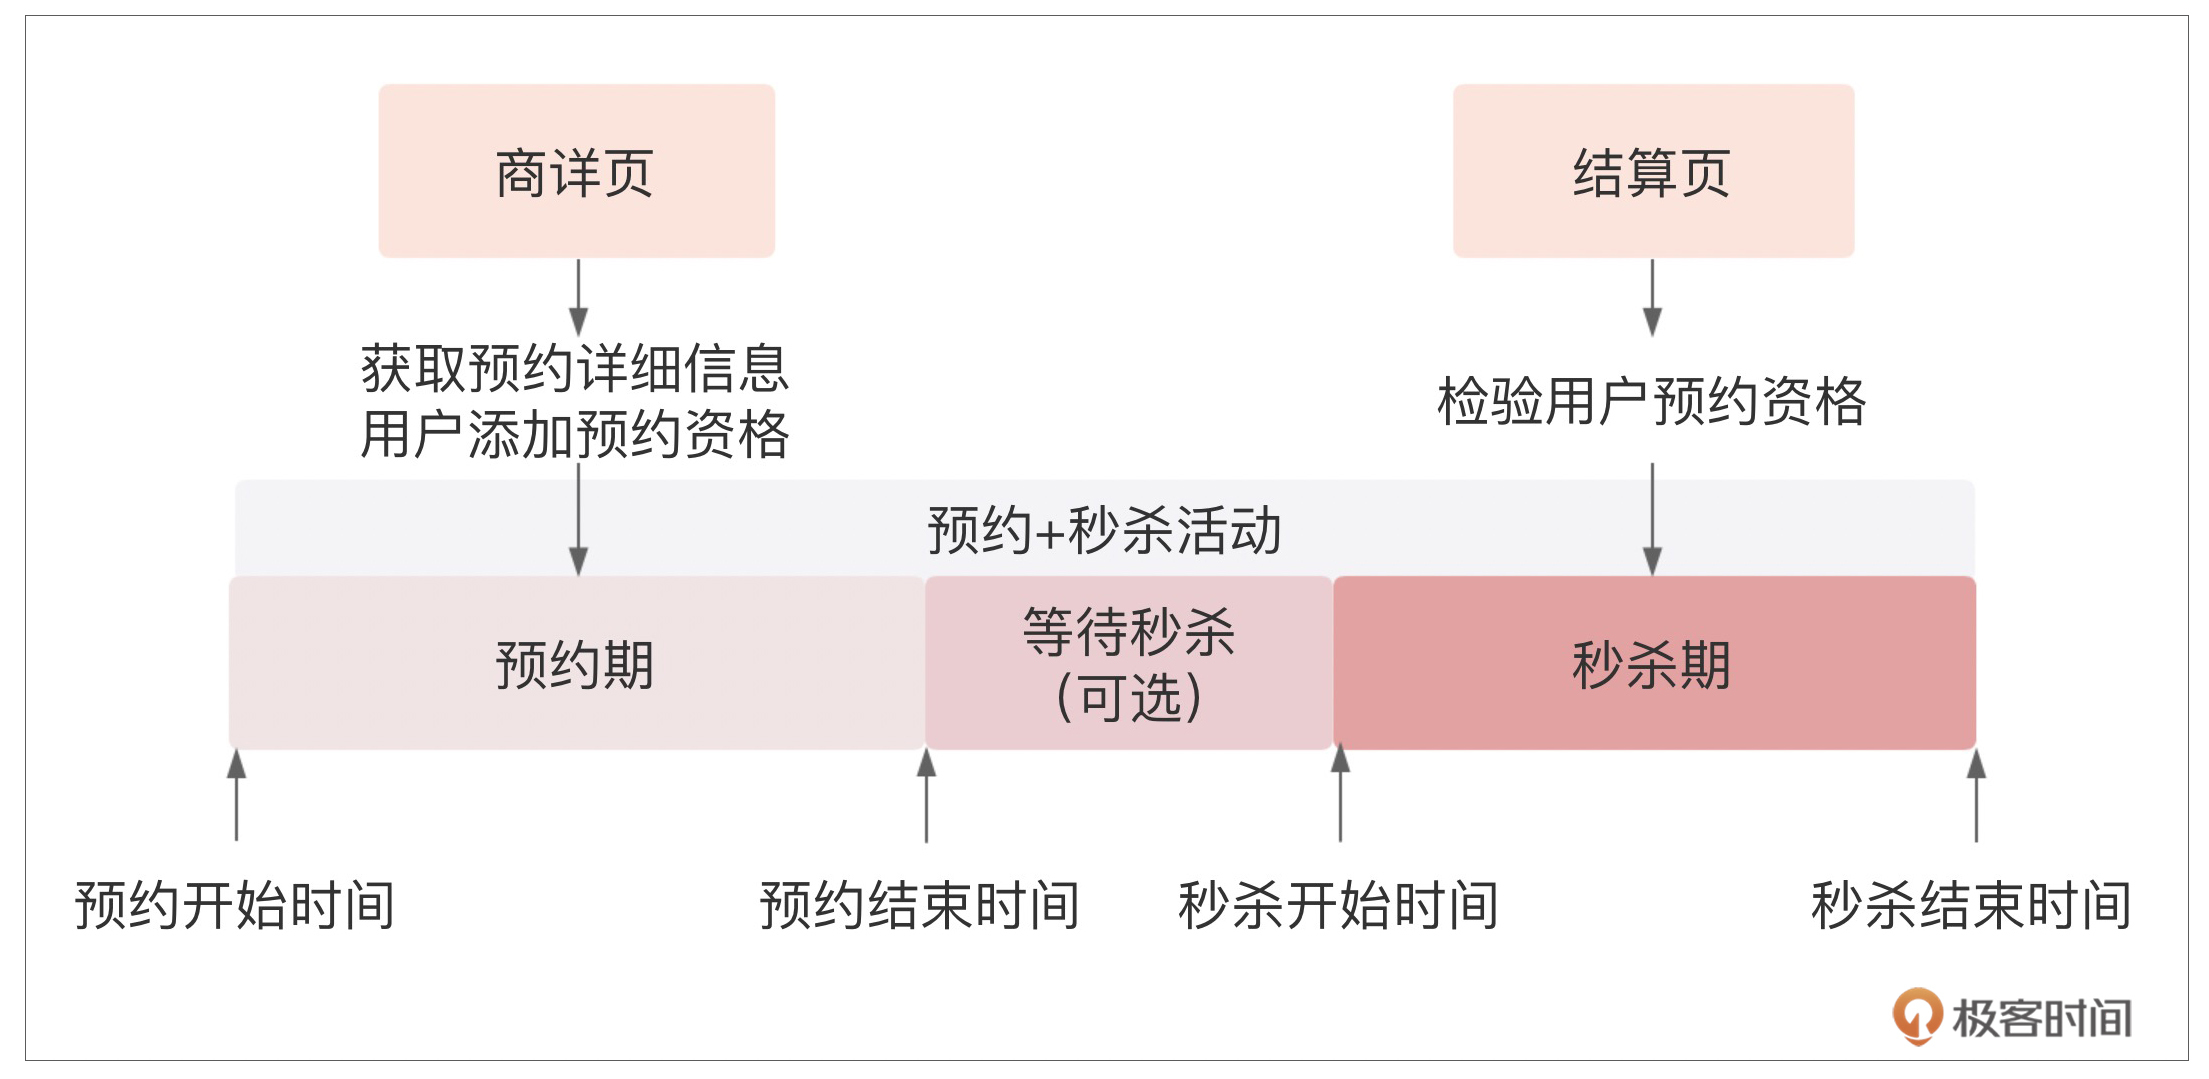 商详页
结算页
获取预约详细信息
用户添加预约资格
检验用户预约资格
预约+秒杀活动
预约期
等待秒杀
(可选)
秒杀期
预约开始时间
预约结束时间
秒杀开始时间
秒杀结束时间
极客时间